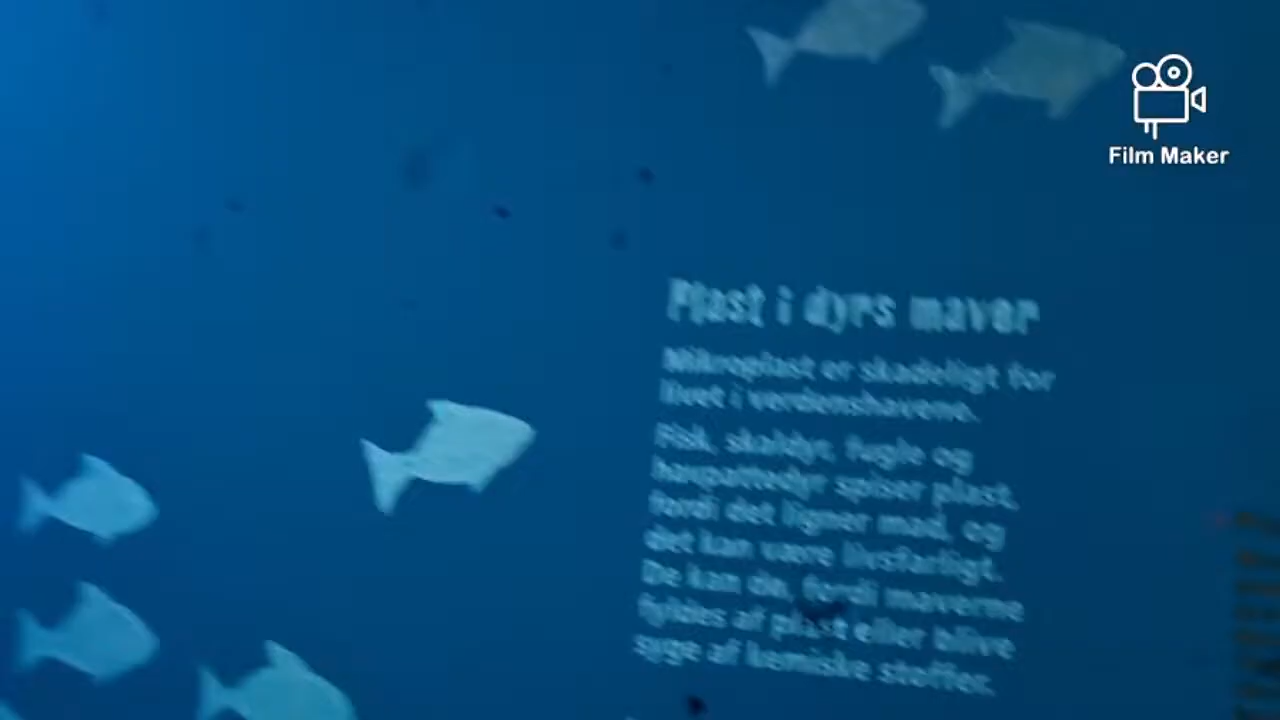 Film Maker
Plast i dyrs maver
Mikroplast er skadeligt for
livet i verdenshavene.
Fisk, skaldyr, fugle og
havpattedyr spiser plast,
fordi det ligner mad, og
det kan være livsfarligt.
De kan dø, fordi maverne
fyldes af plast eller blive
syge af kemiske stoffer.